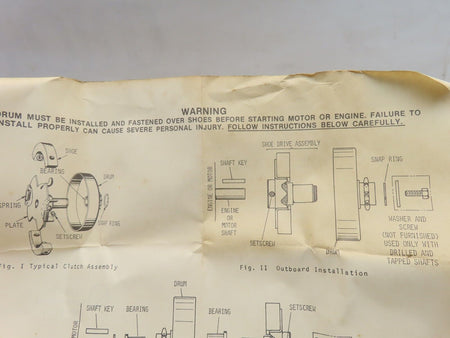 WARNING
DRUM MUST BE INSTALLED AND FASTENED OVER SHOES BEFORE STARTING MOTOR OR ENGINE. FAILURE TO
INSTALL PROPERLY CAN CAUSE SEVERE PERSONAL INJURY. FOLLOW INSTRUCTIONS BELOW CAREFULLY.
SHOE
BEARING
DRUM
SPRING
PLATE
SNAP RING
SETSCREW
Fig. I Typical Clutch Assembly
SHOE DRIVE ASSEMBLY
SHAFT KEY
SNAP RING
ENGINE OR MOTOR
ENGINE
OR
MOTOR
SHAFT
SETSCREW
DRUM
WASHER AND
SCREW
(NOT FURNISHED)
USED ONLY WITH
DRILLED AND
TAPPED SHAFTS
Fig. II Outboard Installation
DRUM
SHAFT KEY
BEARING
BEARING
SETSCREW
MOTOR